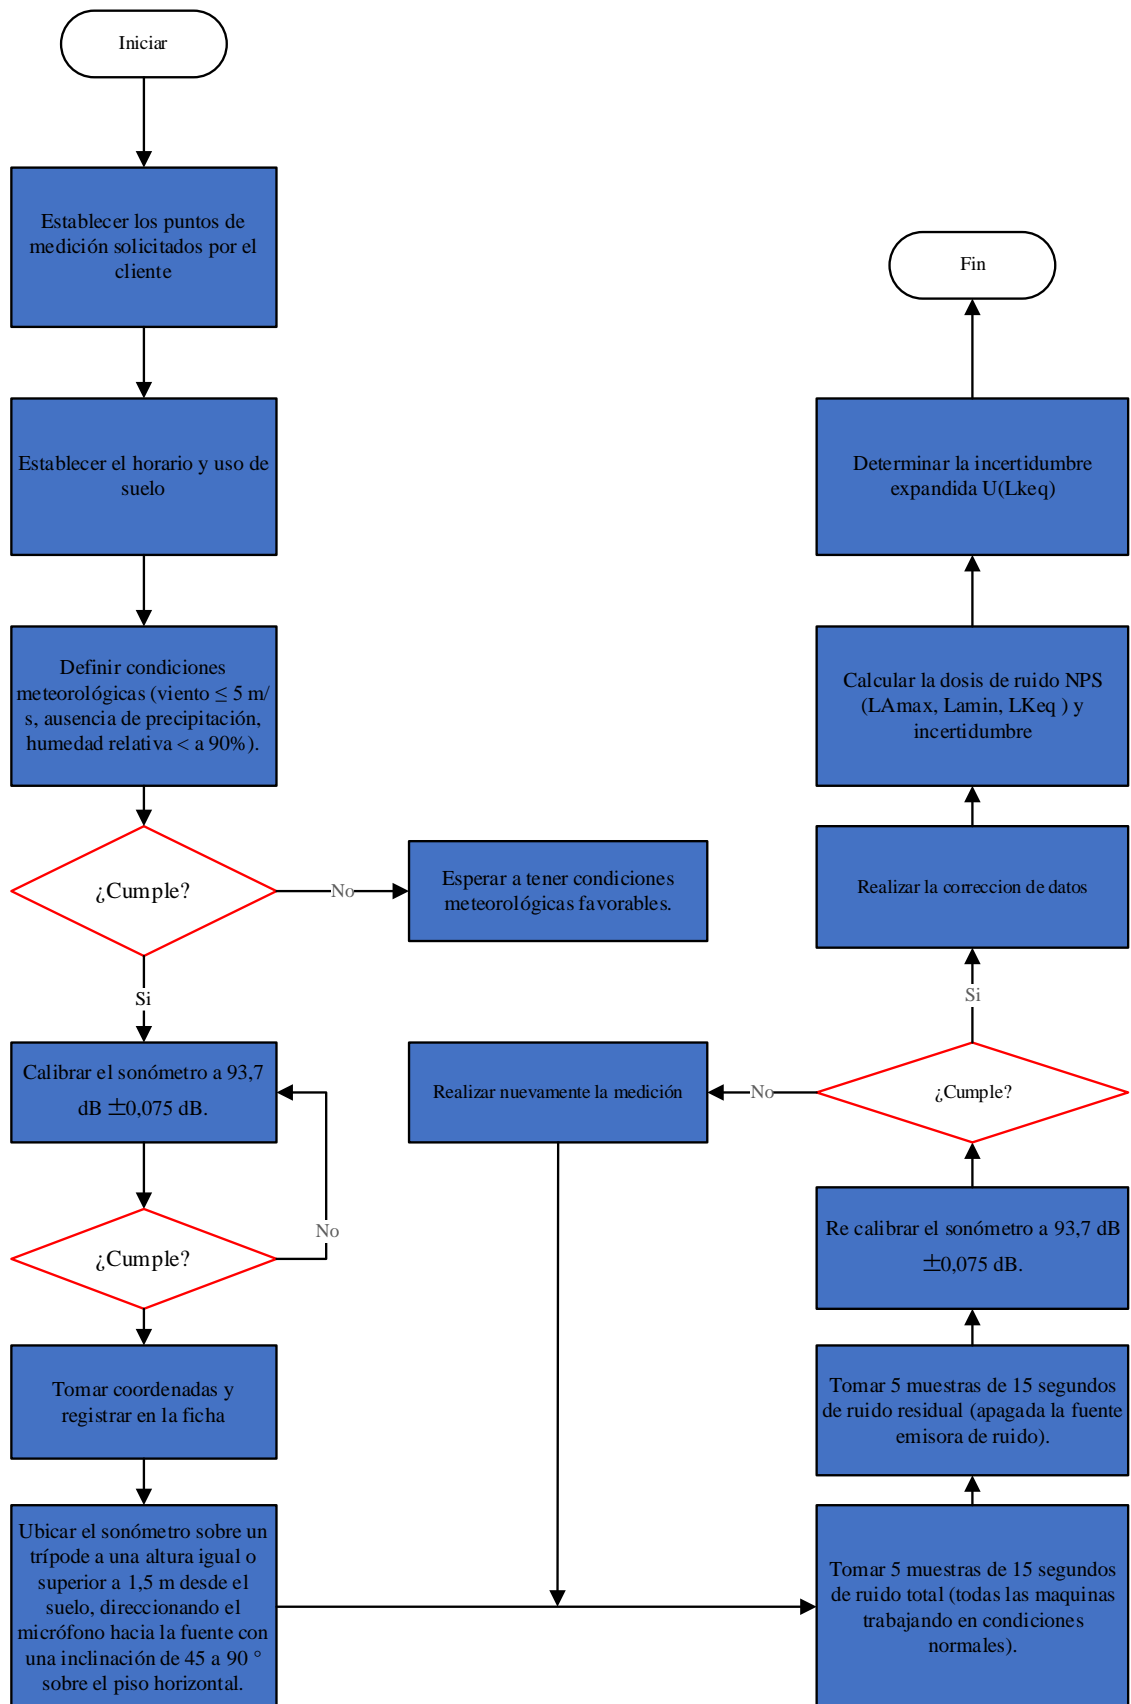 Iniciar
Establecer los puntos de
medición solicitados por el
cliente
Establecer el horario y uso de
suelo
Definir condiciones
meteorológicas (viento ≤ 5 m/
s, ausencia de precipitación,
humedad relativa < a 90%).
¿Cumple?
No
Esperar a tener condiciones
meteorológicas favorables.
Si
Calibrar el sonómetro a 93,7
dB ±0,075 dB.
¿Cumple?
No
Tomar coordenadas y
registrar en la ficha
Ubicar el sonómetro sobre un
trípode a una altura igual o
superior a 1,5 m desde el
suelo, direccionando el
micrófono hacia la fuente con
una inclinación de 45 a 90 °
sobre el piso horizontal.
Tomar 5 muestras de 15 segundos
de ruido total (todas las maquinas
trabajando en condiciones
normales).
Tomar 5 muestras de 15 segundos
de ruido residual (apagada la fuente
emisora de ruido).
Re calibrar el sonómetro a 93,7 dB
±0,075 dB.
¿Cumple?
No
Realizar nuevamente la medición
Si
Realizar la correccion de datos
Calcular la dosis de ruido NPS
(LAmax, Lamin, LKeq ) y
incertidumbre
Determinar la incertidumbre
expandida U(Lkeq)
Fin